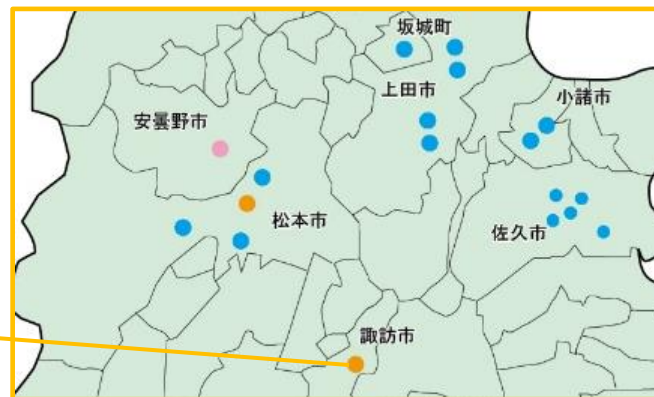 坂城町
上田市
小諸市
安曇野市
松本市
佐久市
諏訪市